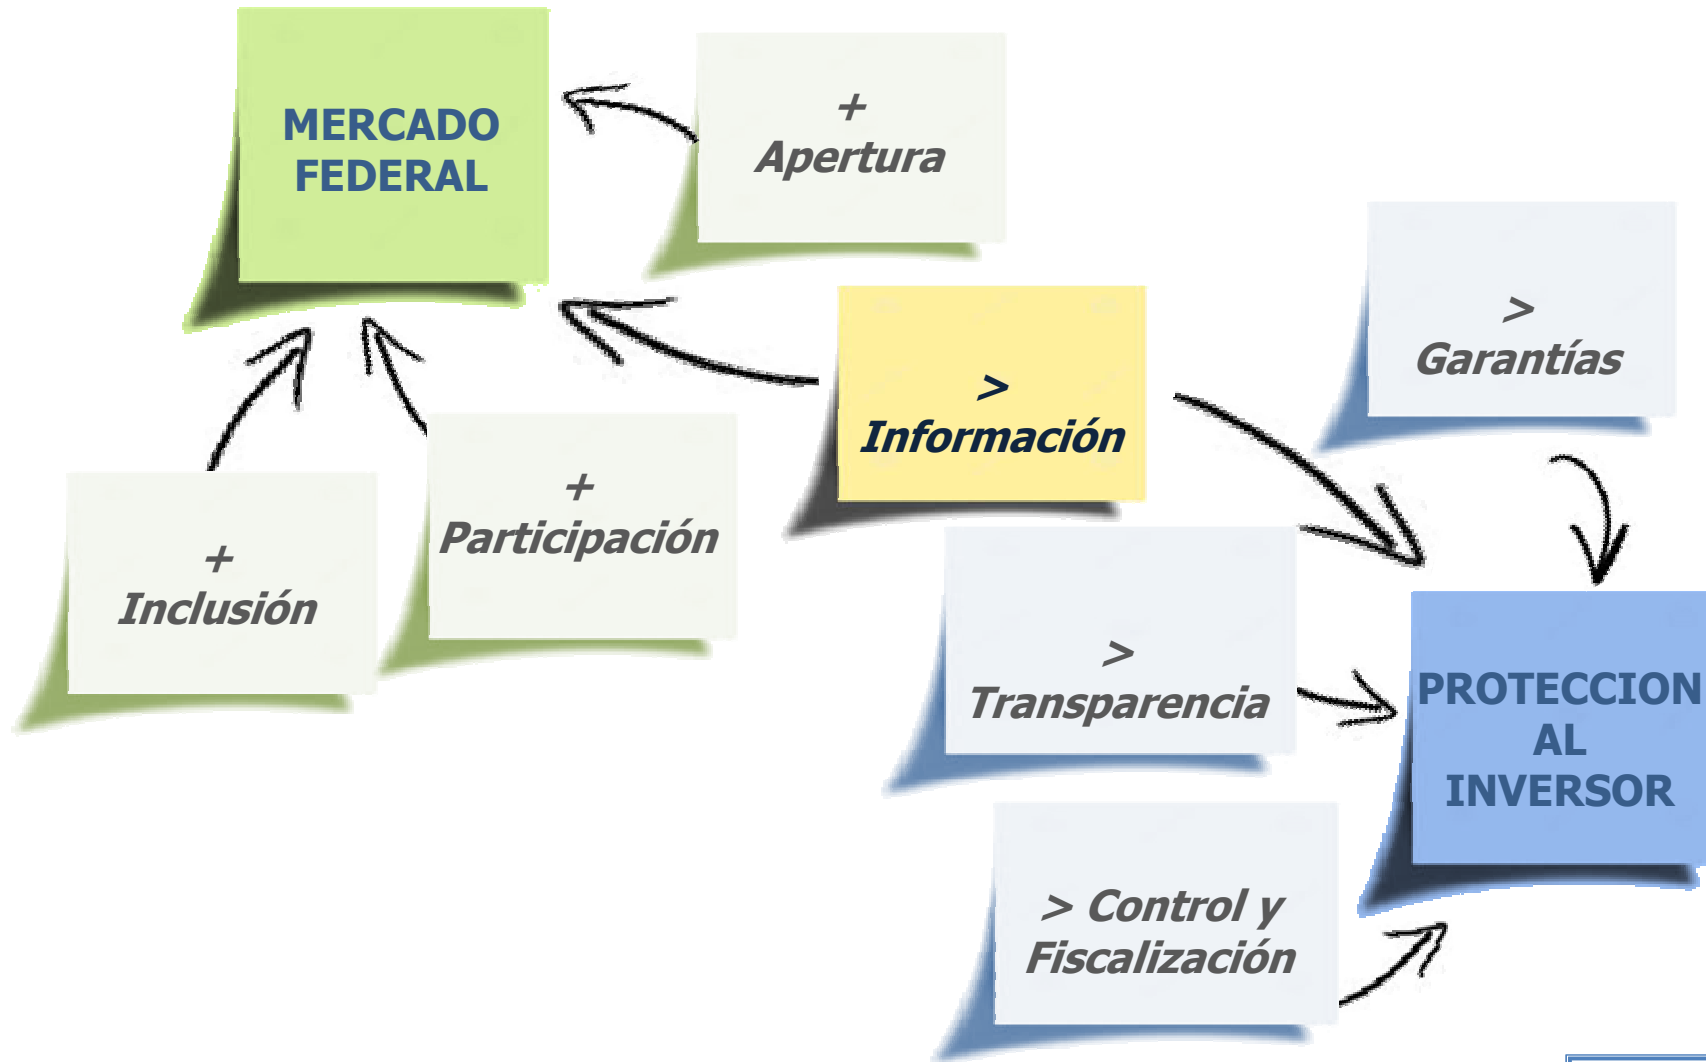 MERCADO
FEDERAL
+
Apertura
>
Garantías
>
Información
+
Participación
+
Inclusión
>
Transparencia
PROTECCION
AL
INVERSOR
> Control y
Fiscalización